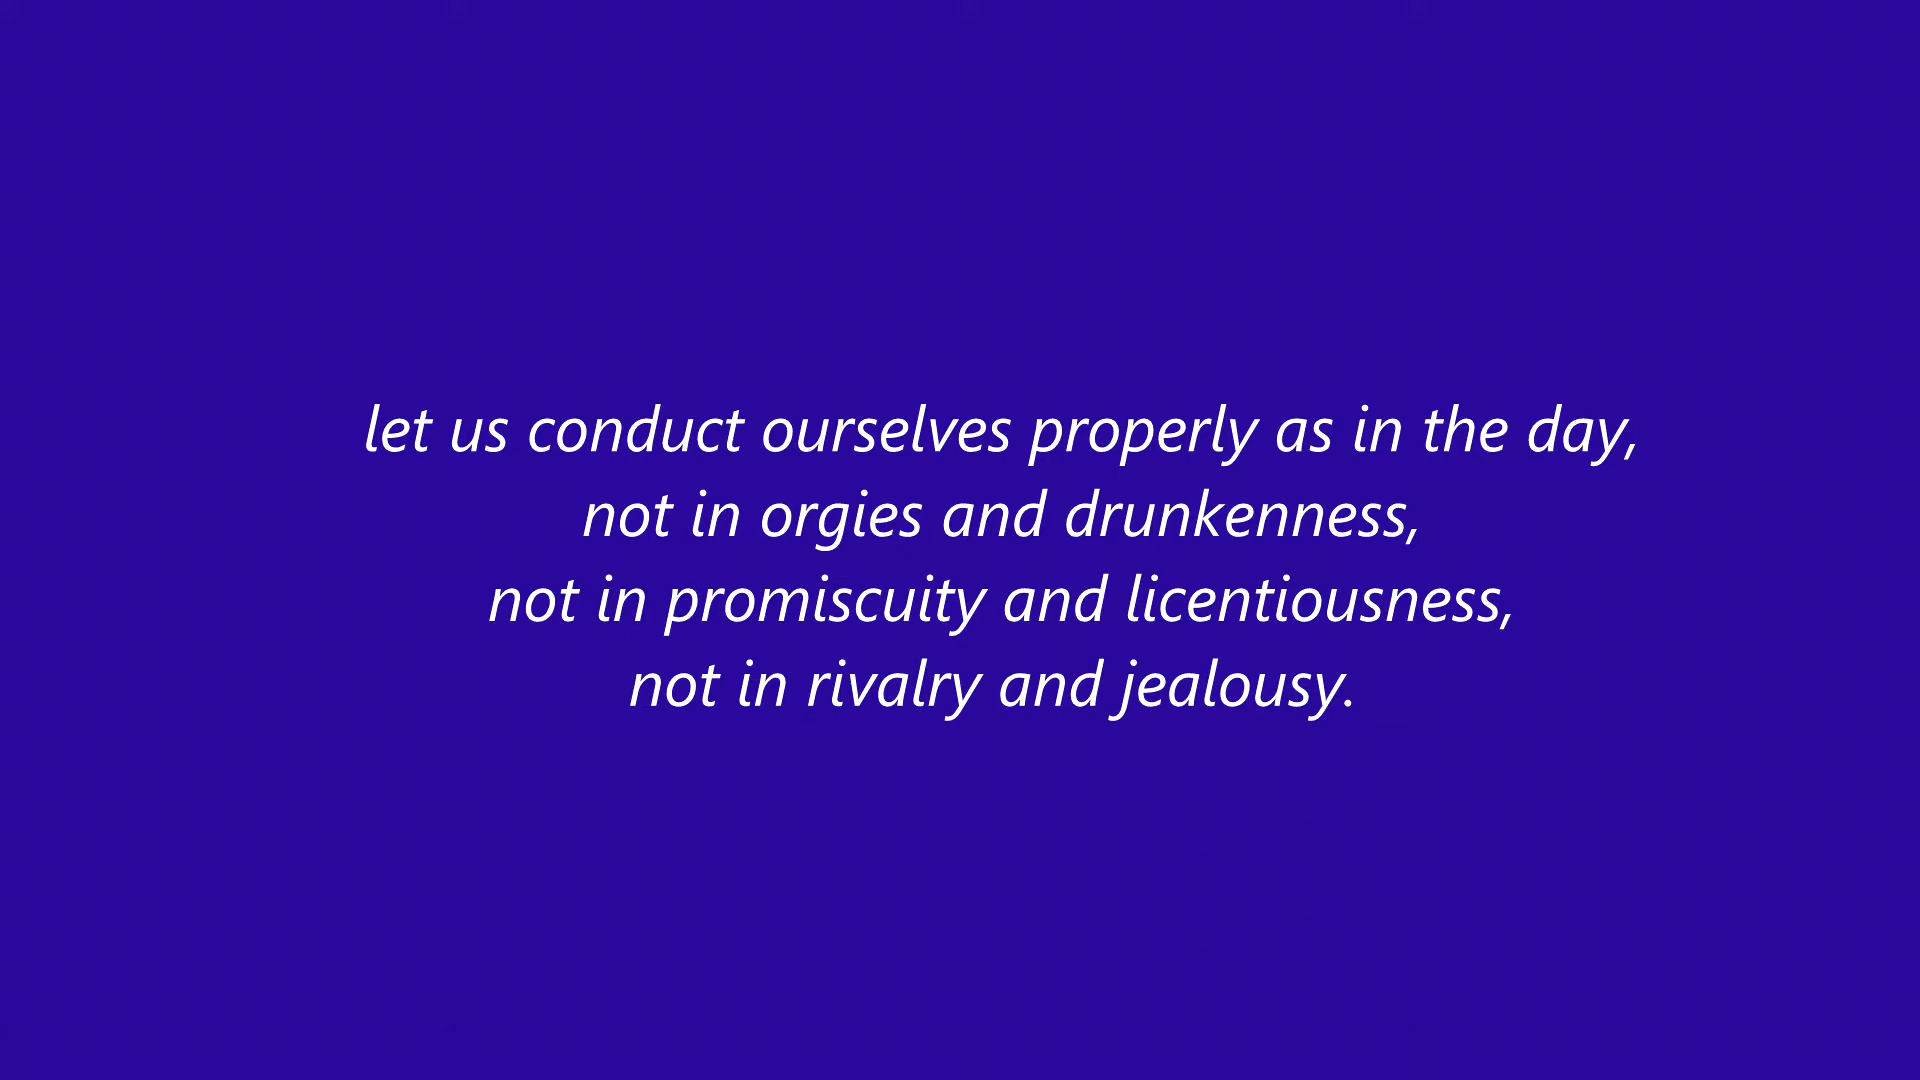 let us conduct ourselves properly as in the day,
not in orgies and drunkenness,
not in promiscuity and licentiousness,
not in rivalry and jealousy.